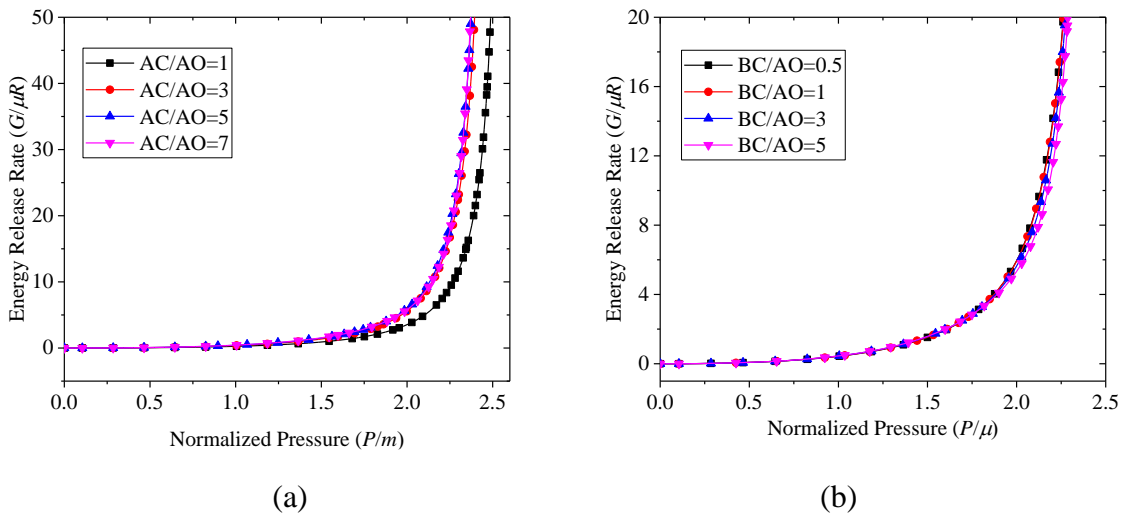 50
40
30
20
10
0
0.0 0.5 1.0 1.5 2.0 2.5
Energy Release Rate (G/μR)
Normalized Pressure (P/m)
AC/AO=1
AC/AO=3
AC/AO=5
AC/AO=7
(a)
20
16
12
8
4
0
0.0 0.5 1.0 1.5 2.0 2.5
Energy Release Rate (G/μR)
Normalized Pressure (P/μ)
BC/AO=0.5
BC/AO=1
BC/AO=3
BC/AO=5
(b)